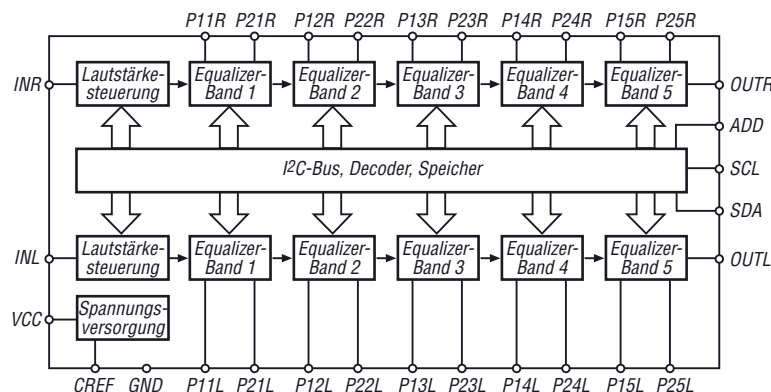 P11R P21R P12R P22R P13R P23R P14R P24R P15R P25R
INR
Lautstärke-
steuerung
Equalizer-
Band 1
Equalizer-
Band 2
Equalizer-
Band 3
Equalizer-
Band 4
Equalizer-
Band 5
OUTR
ADD
I²C-Bus, Decoder, Speicher
SCL
SDA
INL
Lautstärke-
steuerung
Equalizer-
Band 1
Equalizer-
Band 2
Equalizer-
Band 3
Equalizer-
Band 4
Equalizer-
Band 5
OUTL
VCC
Spannungs-
versorgung
CREF GND P11L P21L P12L P22L P13L P23L P14L P24L P15L P25L